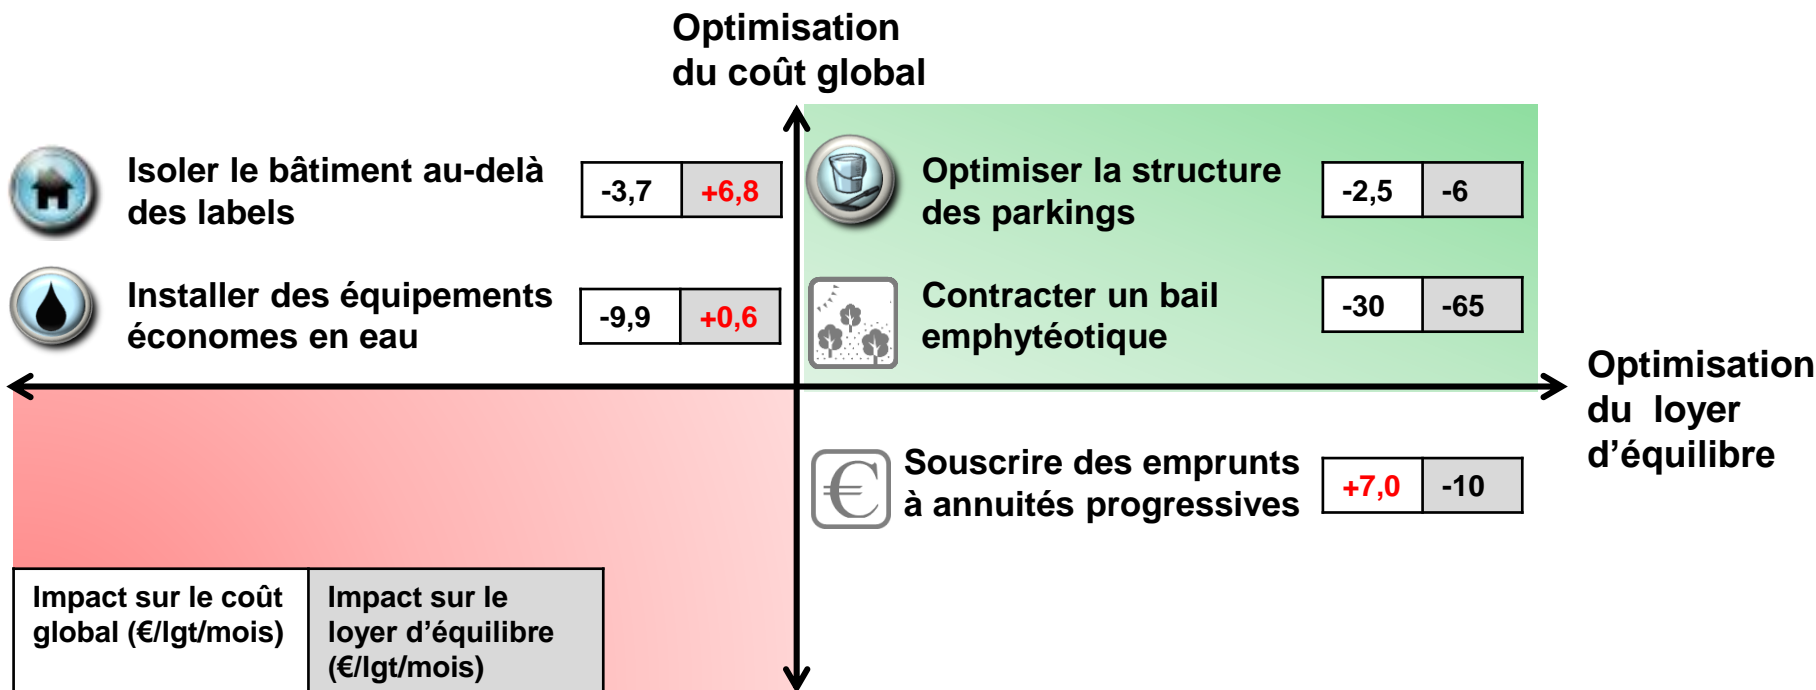 Optimisation
du coût global
Isoler le bâtiment au-delà
des labels
-3,7
+6,8
Optimiser la structure
des parkings
-2,5
-6
Installer des équipements
économes en eau
-9,9
+0,6
Contracter un bail
emphytéotique
-30
-65
Optimisation
du loyer
d’équilibre
€
Souscrire des emprunts
à annuités progressives
+7,0
-10
Impact sur le coût
global (€/lgt/mois)
Impact sur le
loyer d’équilibre
(€/lgt/mois)